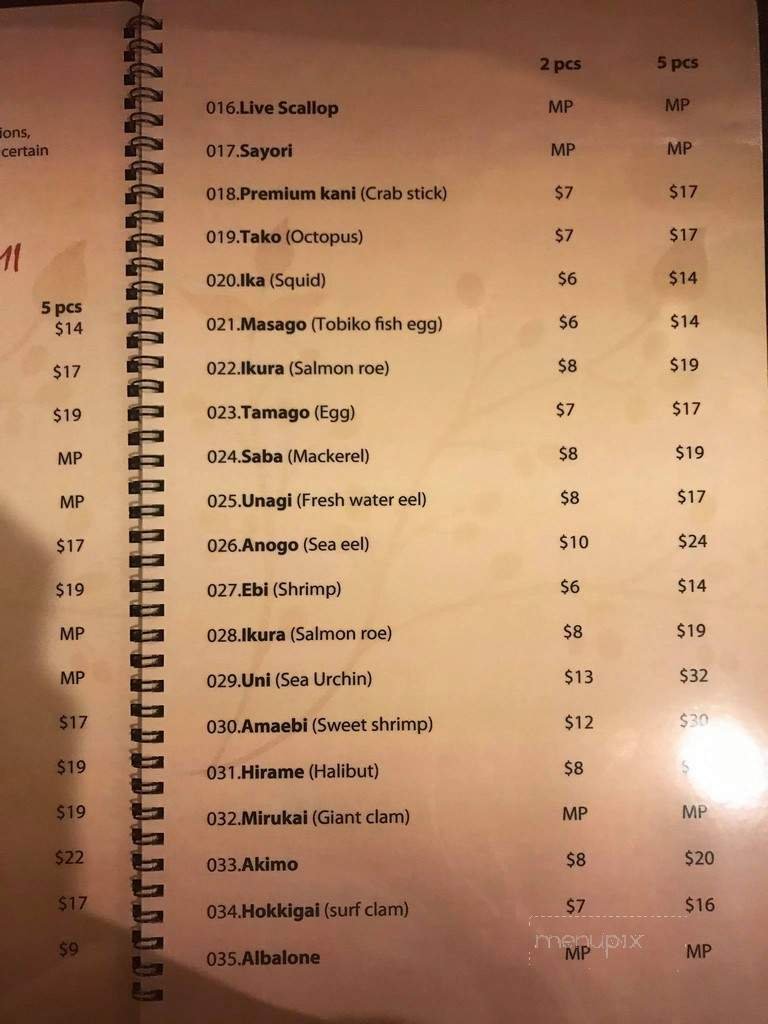 ions,
certain
5 pcs
$14
$17
$19
MP
MP
$17
$19
MP
MP
$17
$19
$19
$22
$17
$9
2 pcs 5 pcs
016.Live Scallop MP MP
017.Sayori MP MP
018.Premium kani (Crab stick) $7 $17
019.Tako (Octopus) $7 $17
020.Ika (Squid) $6 $14
021.Masago (Tobiko fish egg) $6 $14
022.Ikura (Salmon roe) $8 $19
023.Tamago (Egg) $7 $17
024.Saba (Mackerel) $8 $19
025.Unagi (Fresh water eel) $8 $17
026.Anogo (Sea eel) $10 $24
027.Ebi (Shrimp) $6 $14
028.Ikura (Salmon roe) $8 $19
029.Uni (Sea Urchin) $13 $32
030.Amaebi (Sweet shrimp) $12 $30
031.Hirame (Halibut) $8 $
032.Mirukai (Giant clam) MP MP
033.Akimo $8 $20
034.Hokkigai (surf clam) $7 $16
menupix
035.Albalone MP MP